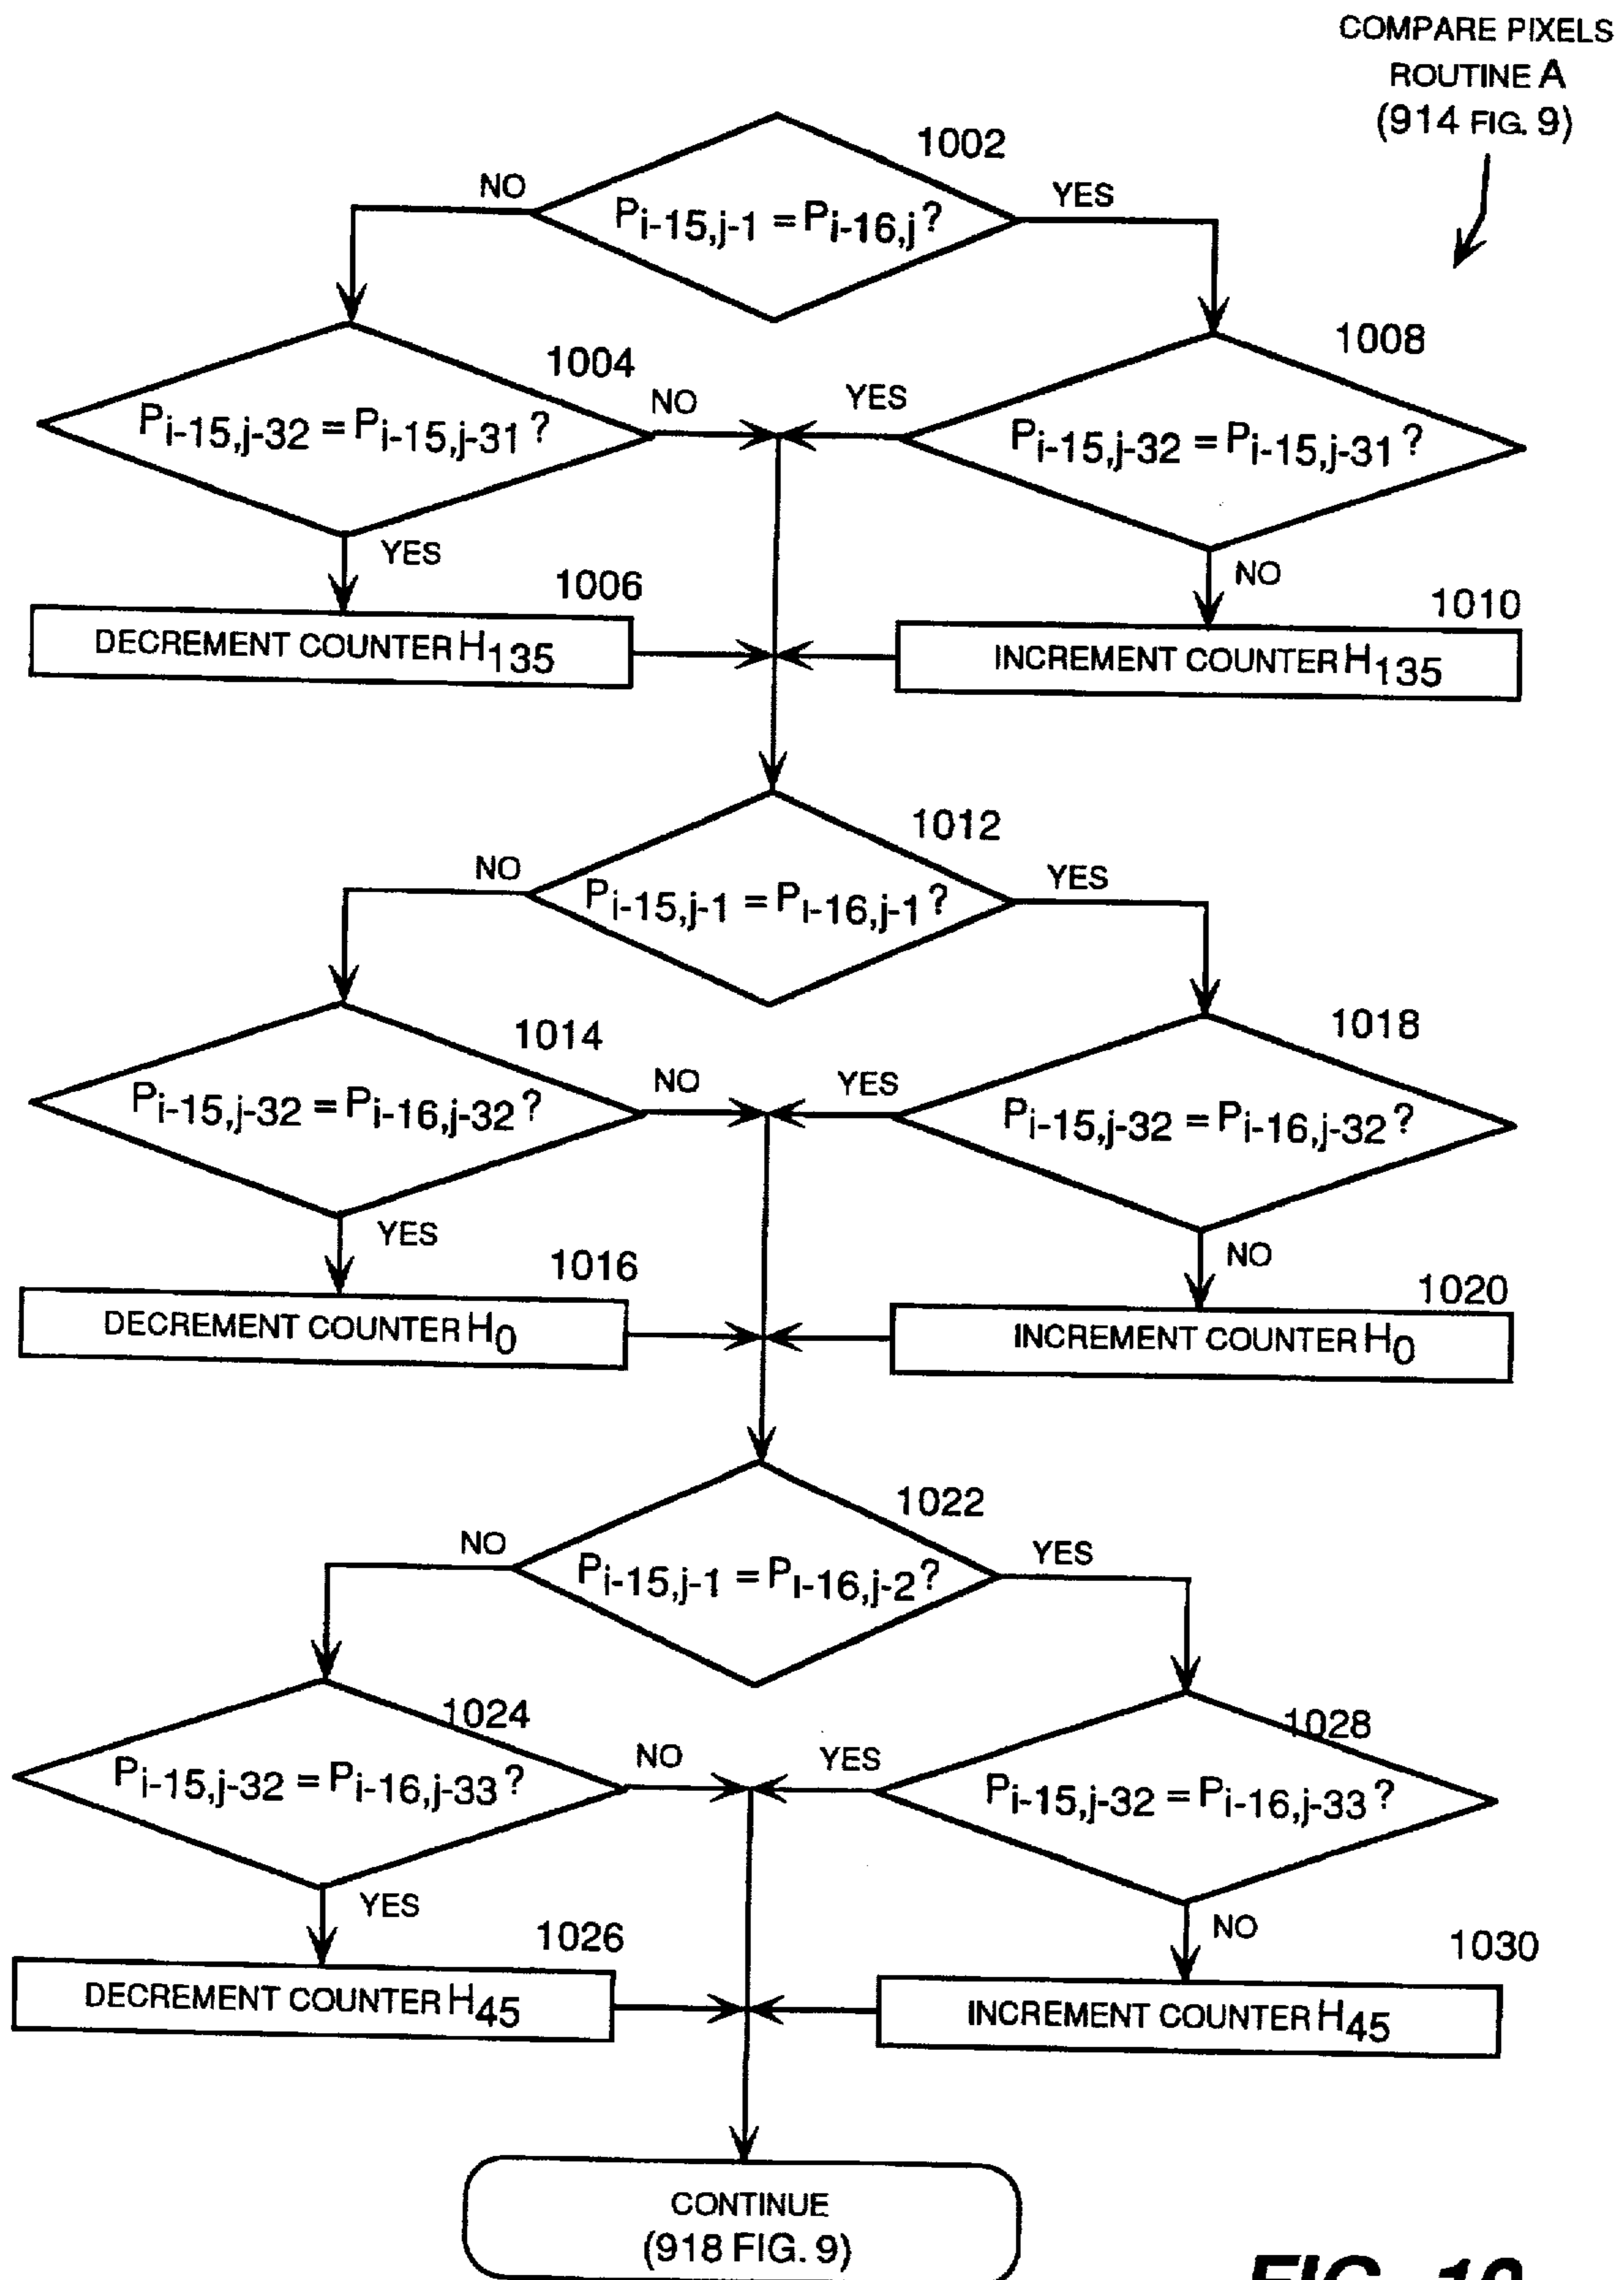 COMPARE PIXELS
ROUTINE A
(914 FIG. 9)
1002
NO
YES
Pi-15,j-1 = Pi-16,j?
1008
1004
NO
YES
Pi-15,j-32 = Pi-15,j-31?
Pi-15,j-32 = Pi-15,j-31?
YES
NO
1006
1010
DECREMENT COUNTER H135
INCREMENT COUNTER H135
1012
NO
YES
Pi-15,j-1 = PI-16,j-1?
1014
1018
NO
YES
Pi-15,j-32 = Pi-16,j-32?
Pi-15,j-32 = Pi-16,j-32?
YES
NO
1016
1020
DECREMENT COUNTER H0
INCREMENT COUNTER H0
1022
NO
YES
Pi-15,j-1 = PI-16,j-2?
1024
1028
NO
YES
Pi-15,j-32 = Pi-16,j-33?
Pi-15,j-32 = Pi-16,j-33?
YES
NO
1026
1030
DECREMENT COUNTER H45
INCREMENT COUNTER H45
CONTINUE
(918 FIG. 9)
FIG. 10